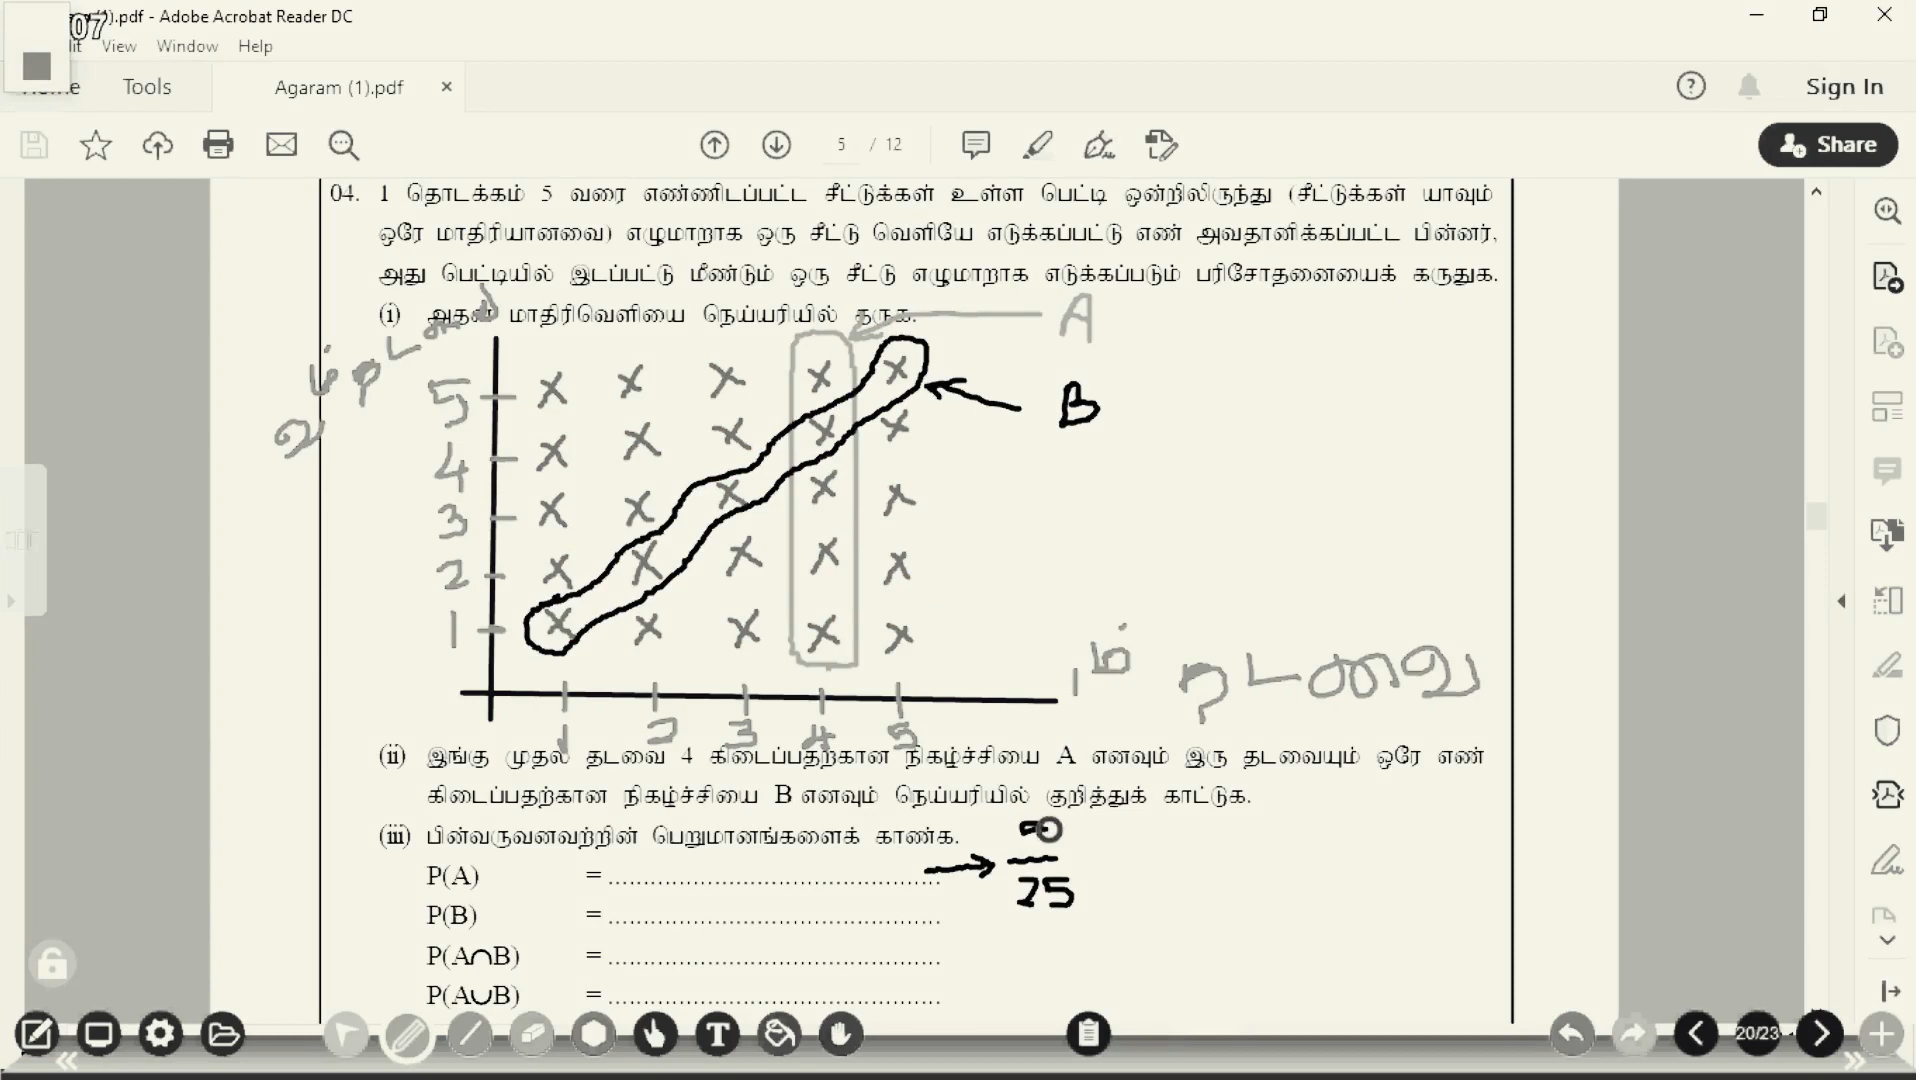 07
).pdf - Adobe Acrobat Reader DC
View Window Help
Tools Agaram (1).pdf × Sign In
5 / 12 Share
04. 1 தொடக்கம் 5 வரை எண்ணிடப்பட்ட சீட்டுக்கள் உள்ள பெட்டி ஒன்றிலிருந்து (சீட்டுக்கள் யாவும்
ஒரே மாதிரியானவை) எழுமாறாக ஒரு சீட்டு வெளியே எடுக்கப்பட்டு எண் அவதானிக்கப்பட்ட பின்னர்,
அது பெட்டியில் இடப்பட்டு மீண்டும் ஒரு சீட்டு எழுமாறாக எடுக்கப்படும் பரிசோதனையைக் கருதுக.
(i) அதன் மாதிரிவெளியை நெய்யரியில் தருக.
A
B
5
4
3
2
1
1 2 3 4 5
(ii) இங்கு முதல் தடவை 4 கிடைப்பதற்கான நிகழ்ச்சியை A எனவும் இரு தடவையும் ஒரே எண்
கிடைப்பதற்கான நிகழ்ச்சியை B எனவும் நெய்யரியில் குறித்துக் காட்டுக.
(iii) பின்வருவனவற்றின் பெறுமானங்களைக் காண்க.
P(A) = ............................................
25
P(B) = ............................................
P(A∩B) = ............................................
P(A∪B) = ............................................
20/23